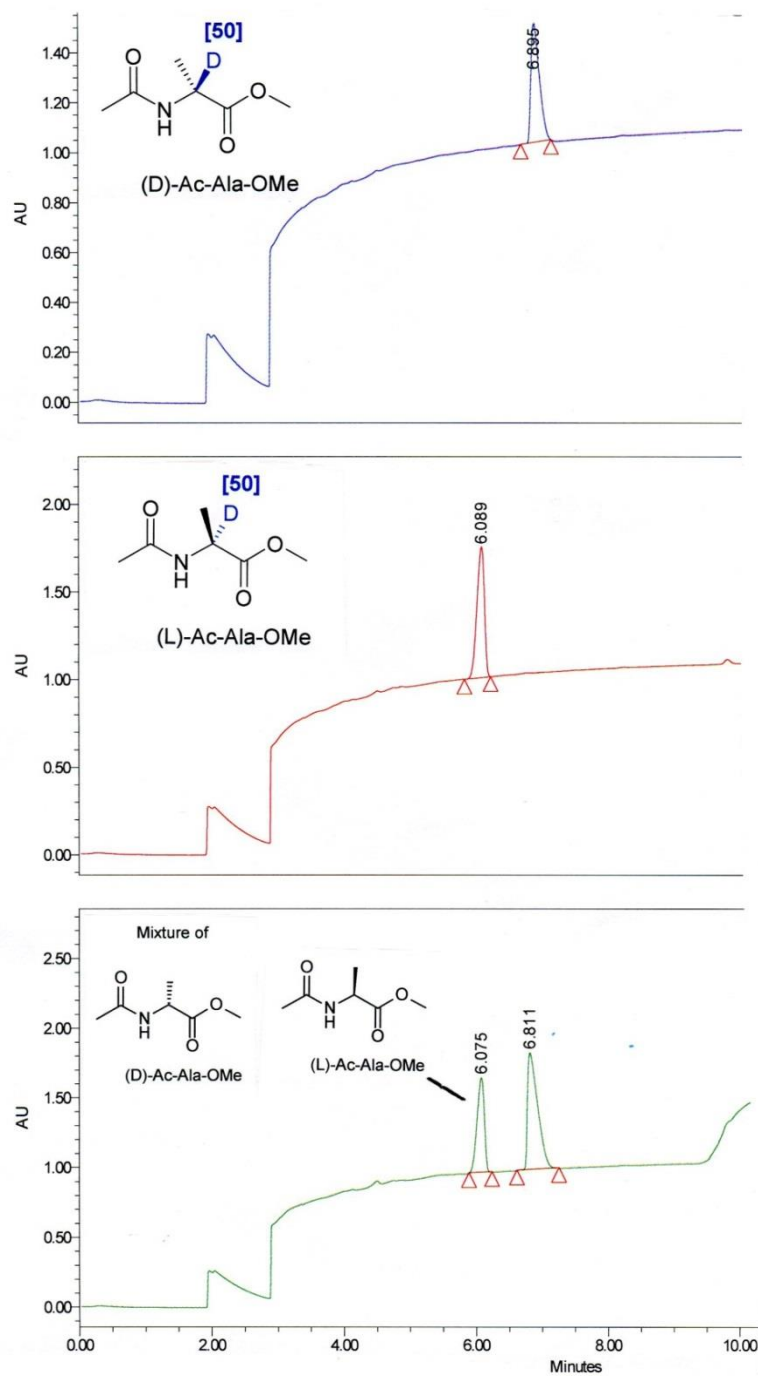 [50]
D
O
N
H
O
O
(D)-Ac-Ala-OMe
6.895
AU
1.40
1.20
1.00
0.80
0.60
0.40
0.20
0.00
[50]
D
O
N
H
O
O
(L)-Ac-Ala-OMe
6.089
AU
2.00
1.50
1.00
0.50
0.00
Mixture of
O
N
H
O
O
(D)-Ac-Ala-OMe
O
N
H
O
O
(L)-Ac-Ala-OMe
6.075
6.811
AU
2.50
2.00
1.50
1.00
0.50
0.00
0.00 2.00 4.00 6.00 8.00 10.00
Minutes